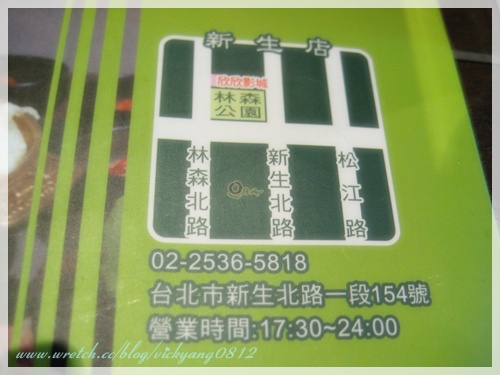 新生店
欣欣影城
林森
公園
林森北路
新生北路
松江路
02-2536-5818
台北市新生北路一段154號
營業時間:17:30~24:00
www.wretch.cc/blog/vickyang0812